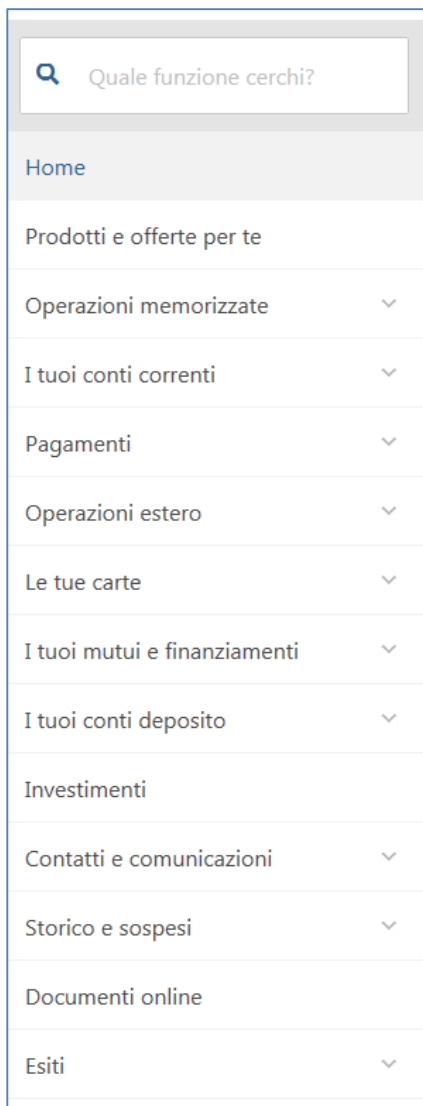 Quale funzione cerchi?
Home
Prodotti e offerte per te
Operazioni memorizzate
I tuoi conti correnti
Pagamenti
Operazioni estero
Le tue carte
I tuoi mutui e finanziamenti
I tuoi conti deposito
Investimenti
Contatti e comunicazioni
Storico e sospesi
Documenti online
Esiti